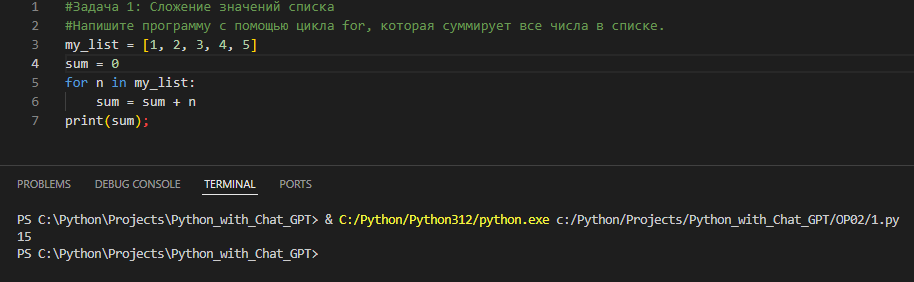 1 #Задача 1: Сложение значений списка
2 #Напишите программу с помощью цикла for, которая суммирует все числа в списке.
3 my_list = [1, 2, 3, 4, 5]
4 sum = 0
5 for n in my_list:
6     sum = sum + n
7 print(sum);
PROBLEMS DEBUG CONSOLE TERMINAL PORTS
PS C:\Python\Projects\Python_with_Chat_GPT> & C:/Python/Python312/python.exe c:/Python/Projects/Python_with_Chat_GPT/OP02/1.py
15
PS C:\Python\Projects\Python_with_Chat_GPT>